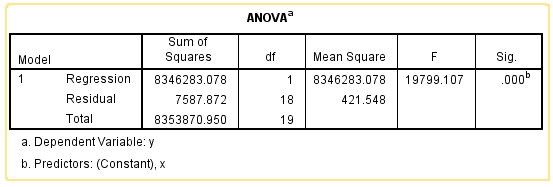 ANOVAa
Model Sum of Squares df Mean Square F Sig.
1 Regression 8346283.078 1 8346283.078 19799.107 .000b
Residual 7587.872 18 421.548
Total 8353870.950 19
a. Dependent Variable: y
b. Predictors: (Constant), x